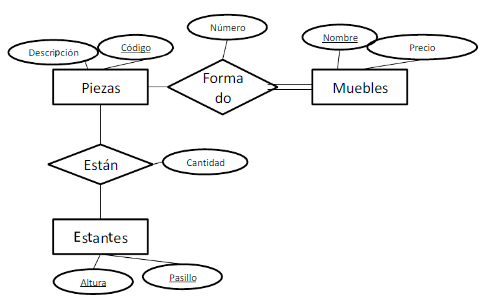 Número
Nombre
Precio
Descripción
Código
Piezas
Forma
do
Muebles
Están
Cantidad
Estantes
Altura
Pasillo